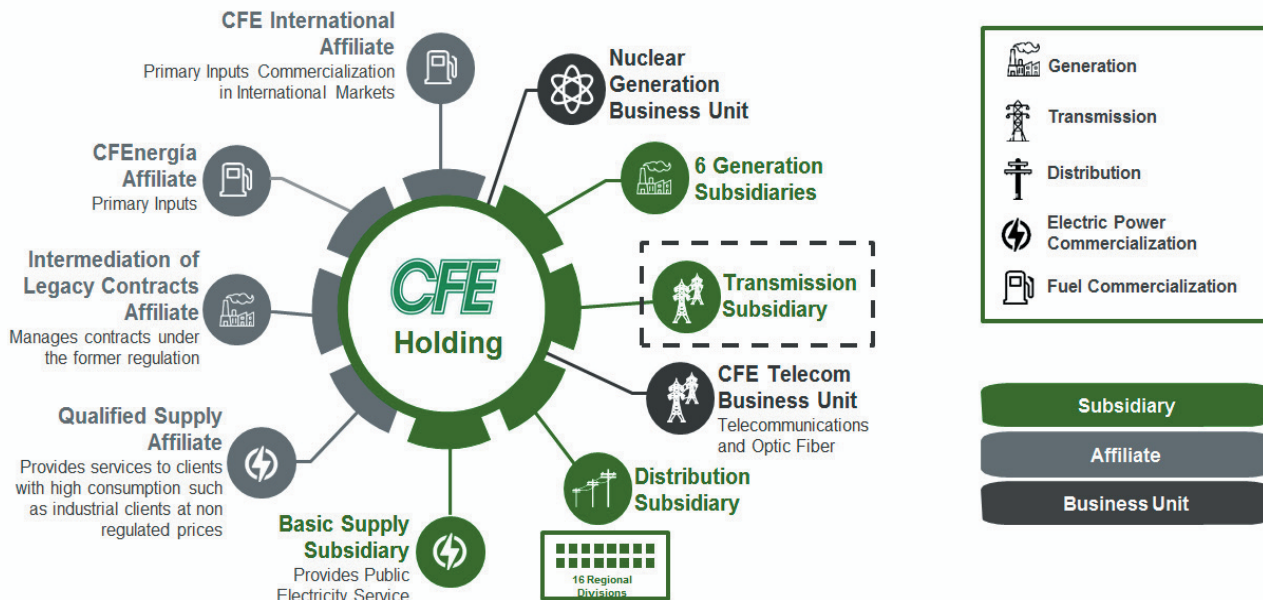 CFE International
Affiliate
Primary Inputs Commercialization
in International Markets
CFEnergía
Affiliate
Primary Inputs
Intermediation of
Legacy Contracts
Affiliate
Manages contracts under
the former regulation
Qualified Supply
Affiliate
Provides services to clients
with high consumption such
as industrial clients at non
regulated prices
Basic Supply
Subsidiary
Provides Public
Electricity Service
CFE
Holding
Nuclear
Generation
Business Unit
6 Generation
Subsidiaries
Transmission
Subsidiary
CFE Telecom
Business Unit
Telecommunications
and Optic Fiber
Distribution
Subsidiary
16 Regional
Divisions
Generation
Transmission
Distribution
Electric Power
Commercialization
Fuel Commercialization
Subsidiary
Affiliate
Business Unit